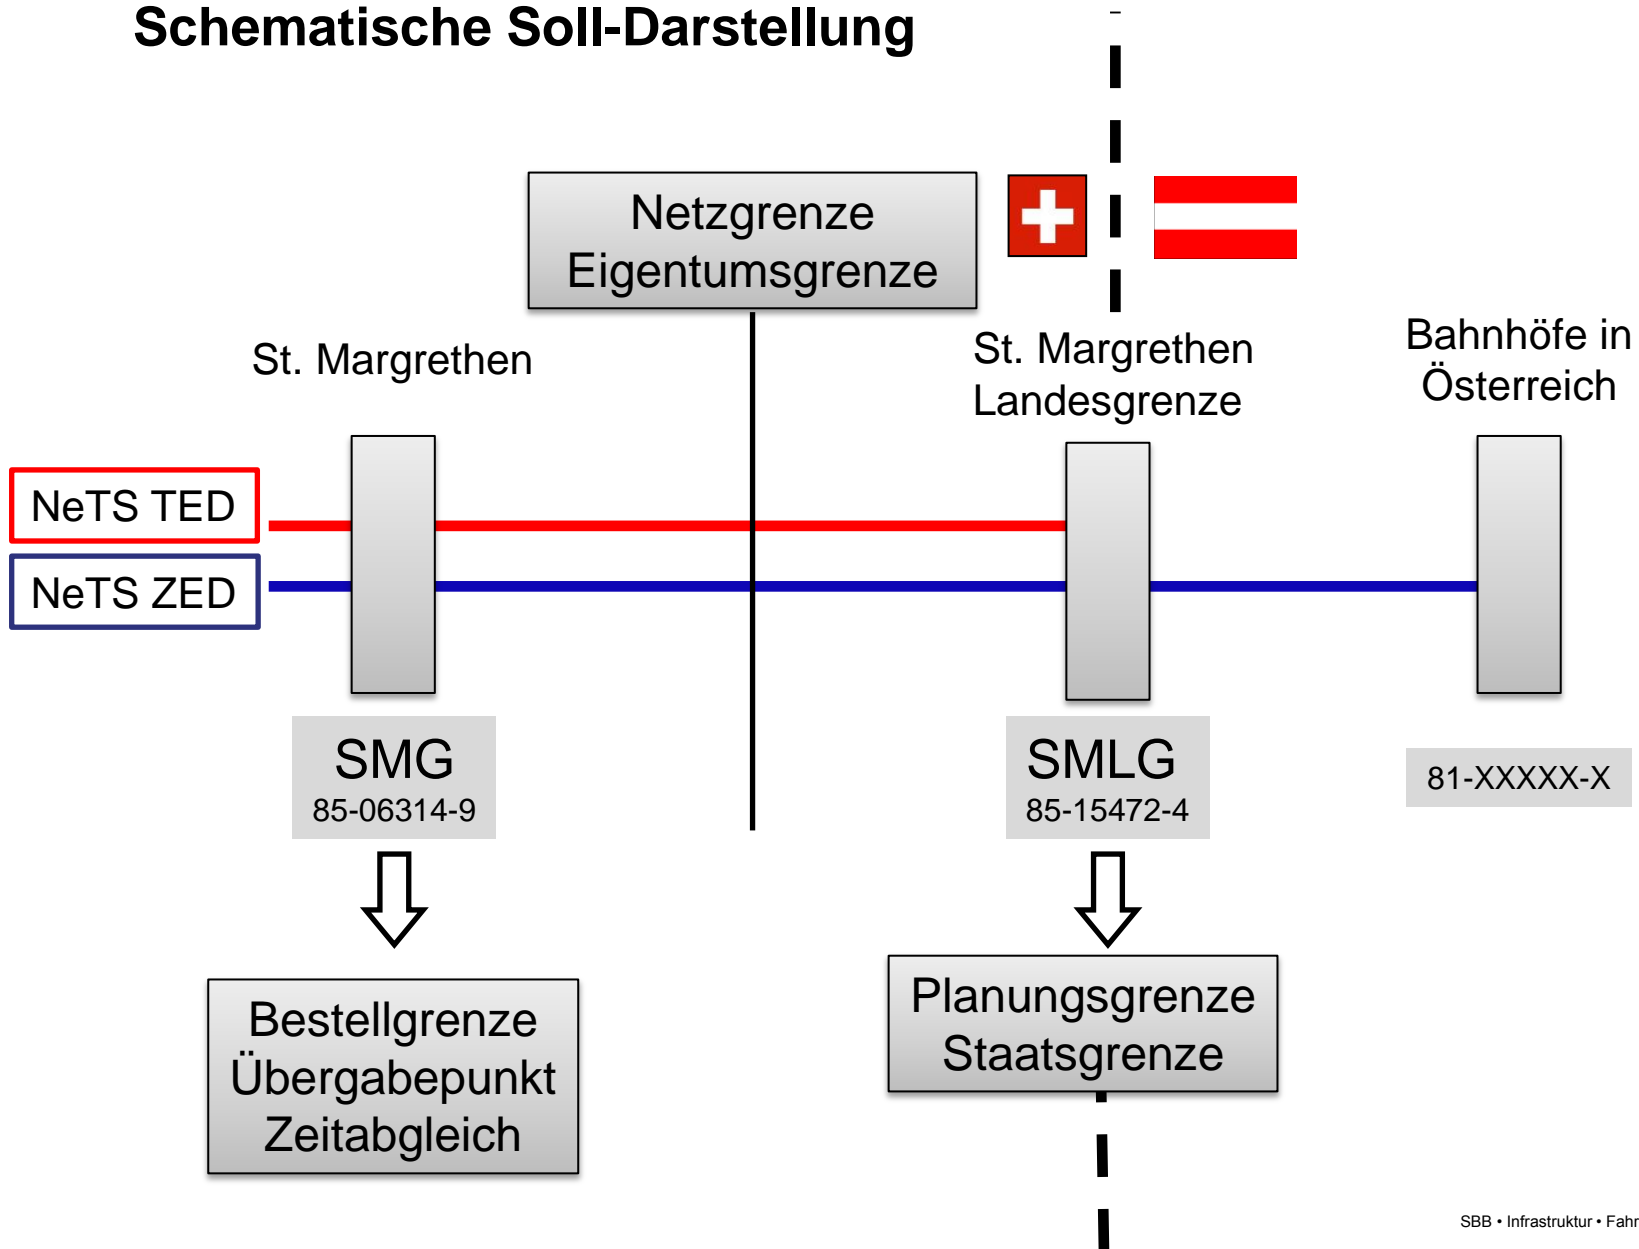 Schematische Soll-Darstellung
Netzgrenze
Eigentumsgrenze
St. Margrethen
St. Margrethen
Landesgrenze
Bahnhöfe in
Österreich
NeTS TED
NeTS ZED
SMG
85-06314-9
SMLG
85-15472-4
81-XXXXX-X
Bestellgrenze
Übergabepunkt
Zeitabgleich
Planungsgrenze
Staatsgrenze
SBB • Infrastruktur • Fahr